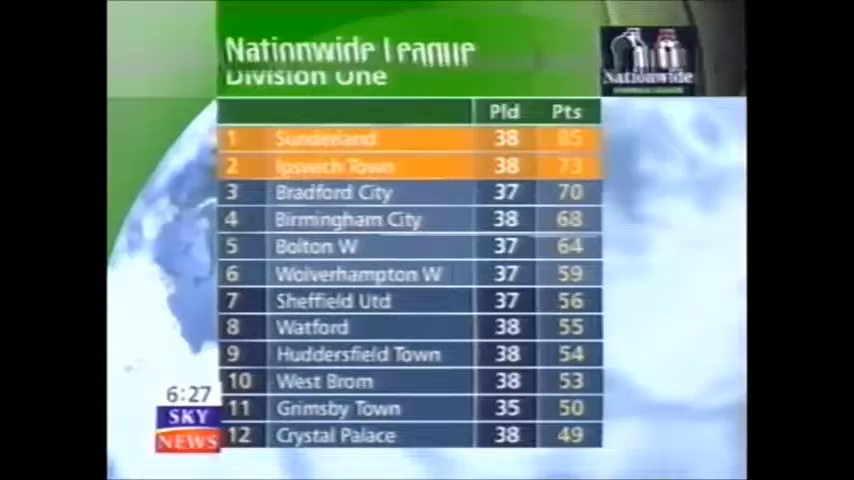 Nationwide League
Division One
Nationwide
Pld Pts
1 Sunderland 38 85
2 Ipswich Town 38 73
3 Bradford City 37 70
4 Birmingham City 38 68
5 Bolton W 37 64
6 Wolverhampton W 37 59
7 Sheffield Utd 37 56
8 Watford 38 55
9 Huddersfield Town 38 54
10 West Brom 38 53
11 Grimsby Town 35 50
12 Crystal Palace 38 49
6:27
SKY
NEWS